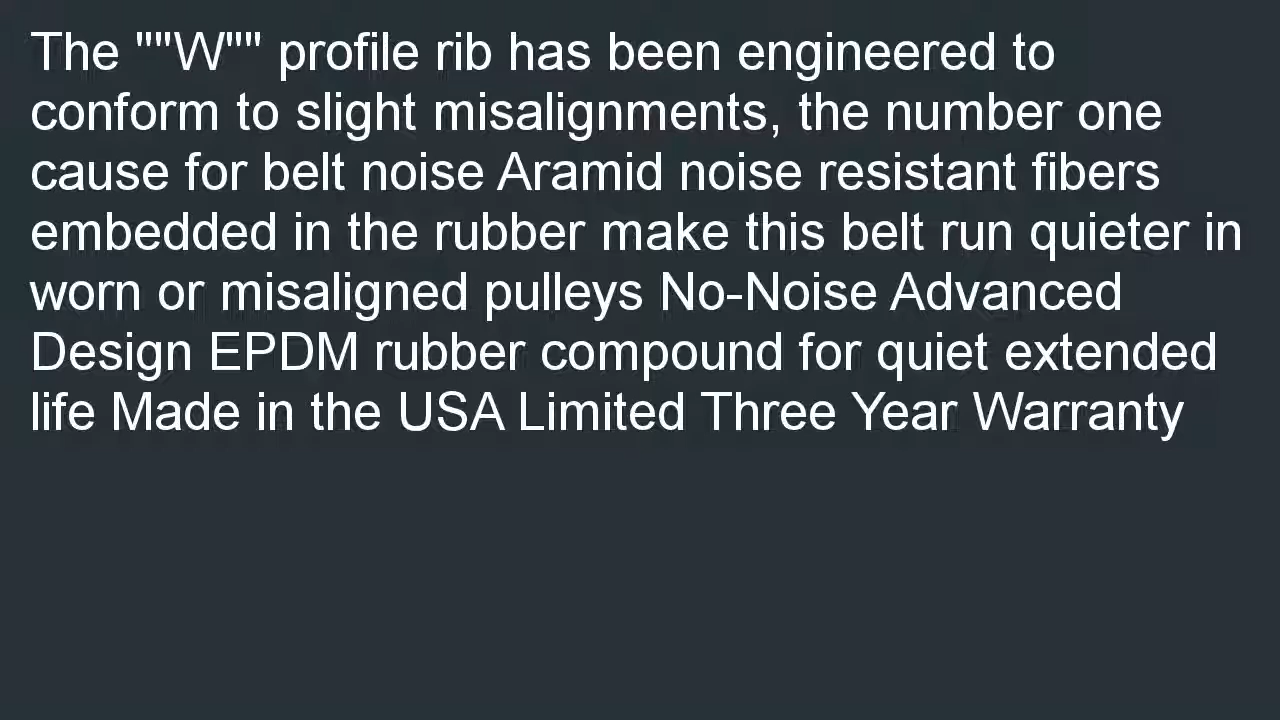 The ""W"" profile rib has been engineered to
conform to slight misalignments, the number one
cause for belt noise Aramid noise resistant fibers
embedded in the rubber make this belt run quieter in
worn or misaligned pulleys No-Noise Advanced
Design EPDM rubber compound for quiet extended
life Made in the USA Limited Three Year Warranty